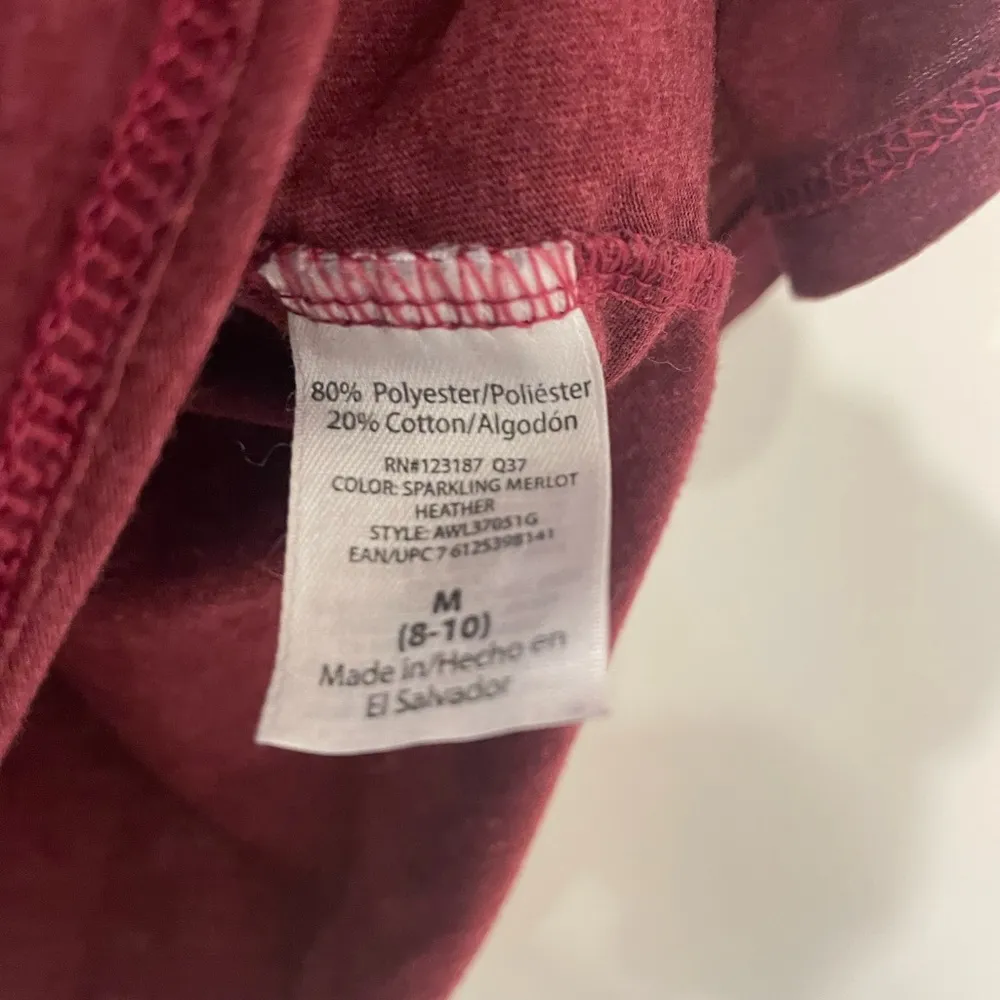 80% Polyester/Poliéster
20% Cotton/Algodón
RN#123187 Q37
COLOR: SPARKLING MERLOT
HEATHER
STYLE: AWL37051G
EAN/UPC 7 6125398141
M
(8-10)
Made in/Hecho en
El Salvador